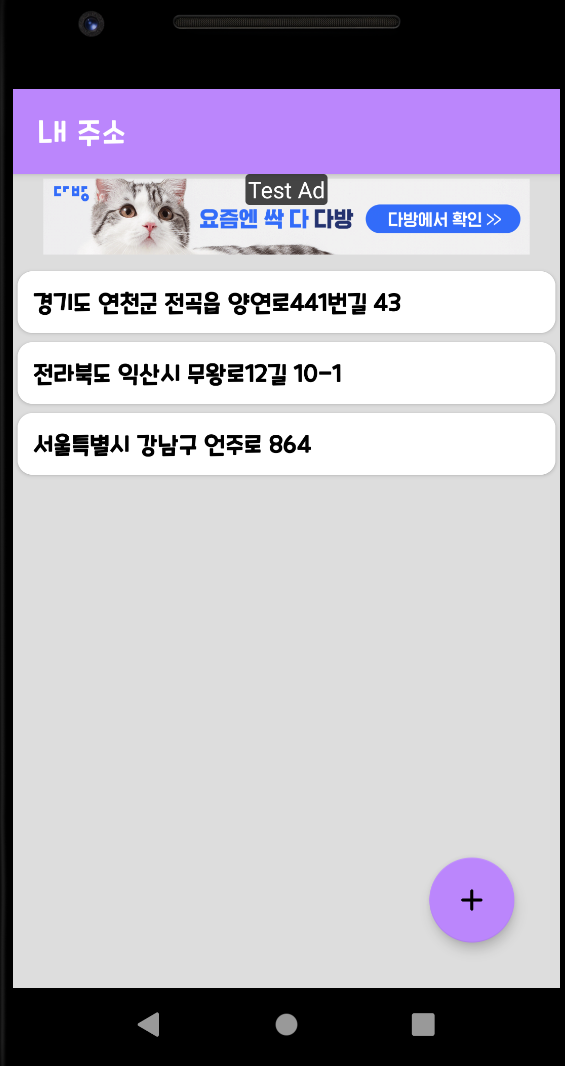 내 주소
Test Ad
다방
요즘엔 싹 다 다방
다방에서 확인 >>
경기도 연천군 전곡읍 양연로441번길 43
전라북도 익산시 무왕로12길 10-1
서울특별시 강남구 언주로 864
+